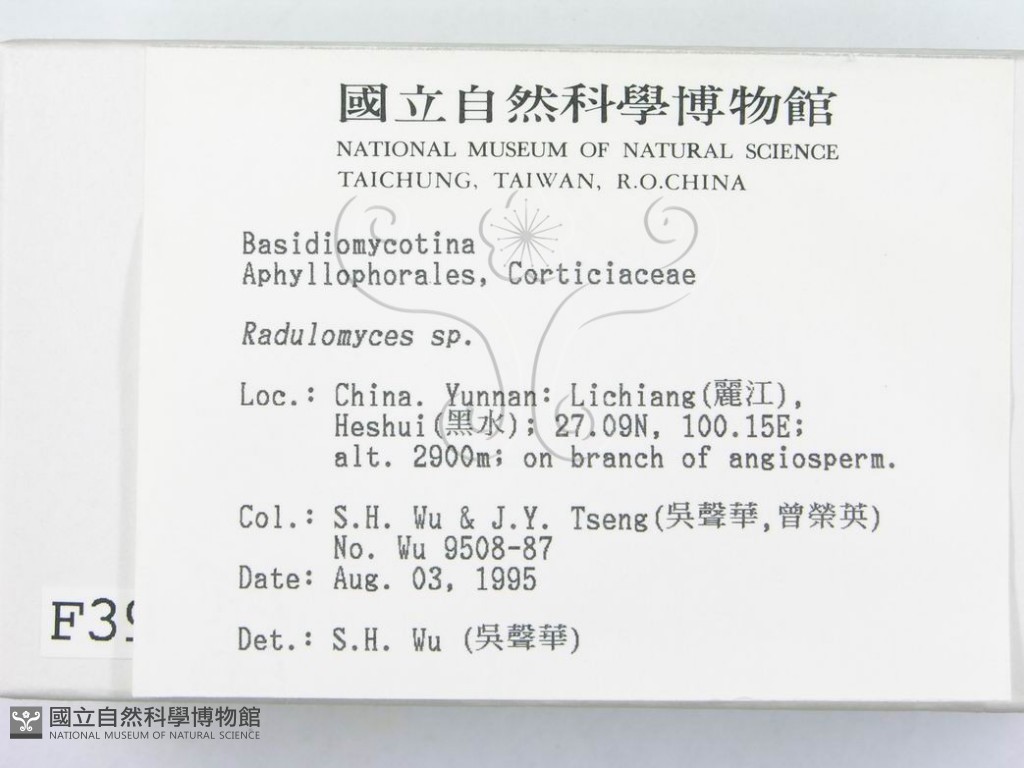 國立自然科學博物館
NATIONAL MUSEUM OF NATURAL SCIENCE
TAICHUNG, TAIWAN, R.O.CHINA
Basidiomycotina
Aphyllophorales, Corticiaceae
Radulomyces sp.
Loc.: China. Yunnan: Lichiang(麗江),
Heshui(黑水); 27.09N, 100.15E;
alt. 2900m; on branch of angiosperm.
Col.: S.H. Wu & J.Y. Tseng(吳聲華,曾榮英)
No. Wu 9508-87
Date: Aug. 03, 1995
Det.: S.H. Wu (吳聲華)
國立自然科學博物館
NATIONAL MUSEUM OF NATURAL SCIENCE